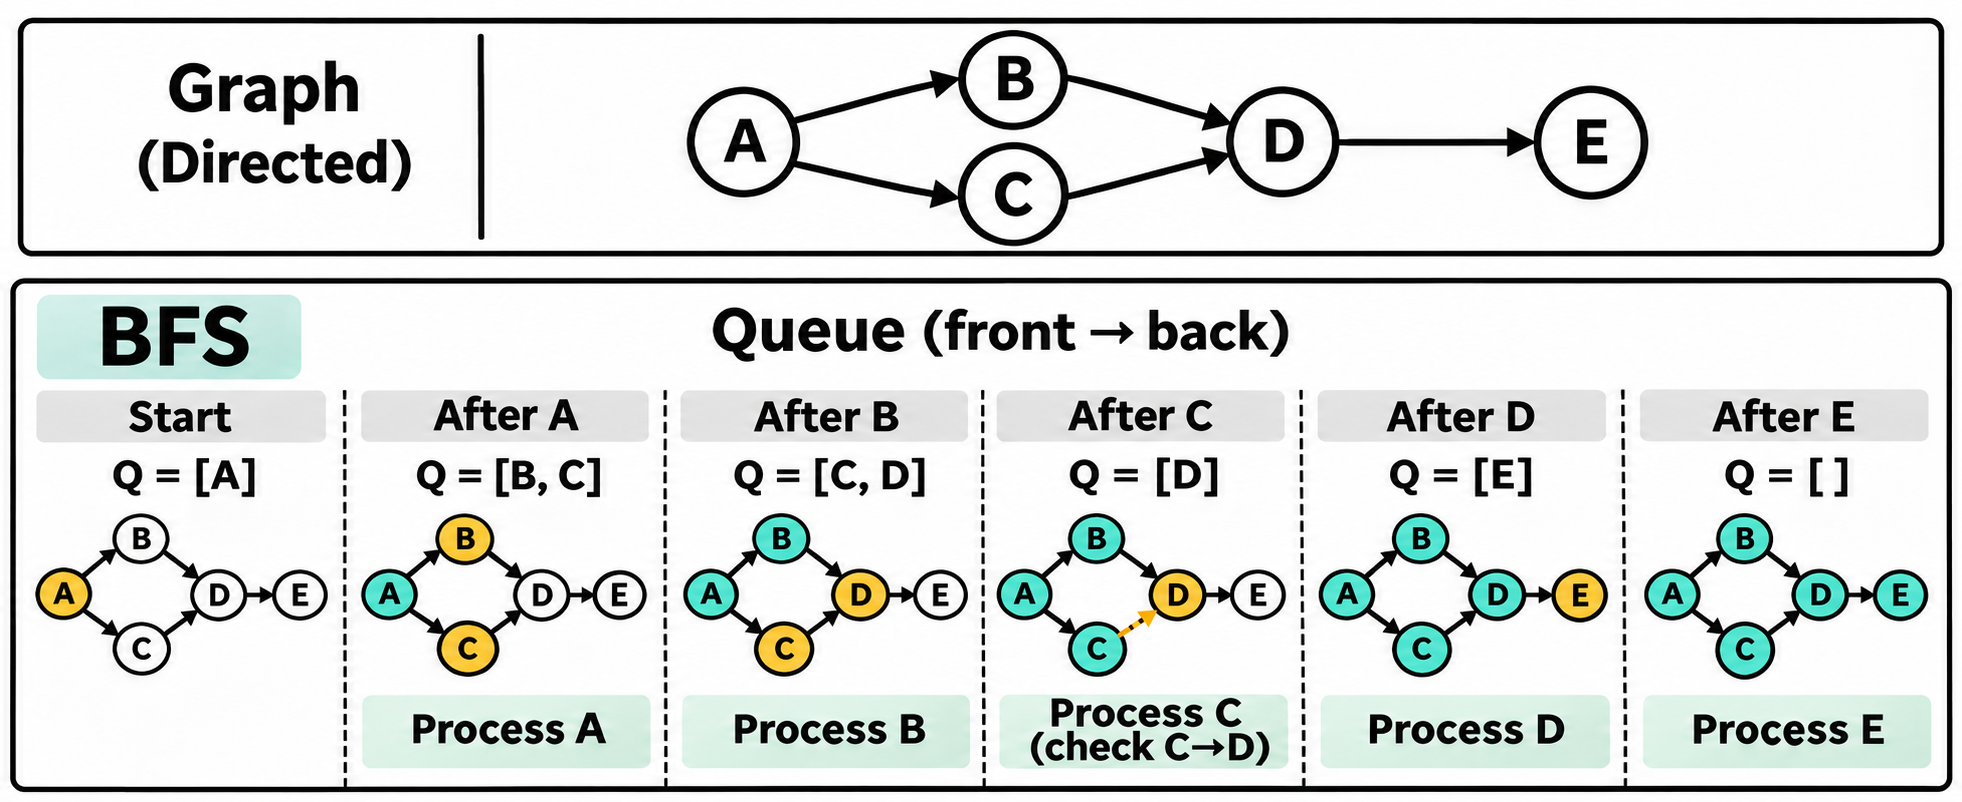 Graph
(Directed)
A
B
C
D
E
BFS
Queue (front → back)
Start
Q = [A]
A
B
C
D
E
After A
Q = [B, C]
A
B
C
D
E
Process A
After B
Q = [C, D]
A
B
C
D
E
Process B
After C
Q = [D]
A
B
C
D
E
Process C
(check C→D)
After D
Q = [E]
A
B
C
D
E
Process D
After E
Q = [ ]
A
B
C
D
E
Process E